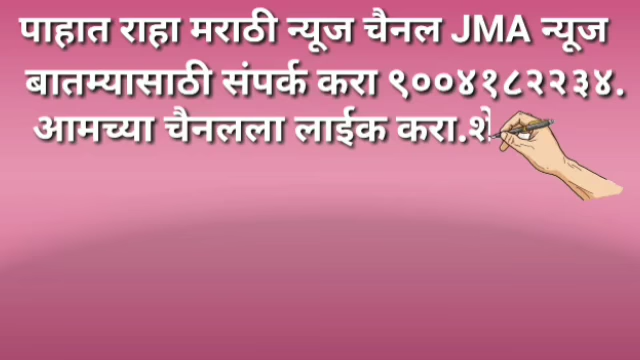 पाहात राहा मराठी न्यूज चैनल JMA न्यूज
बातम्यासाठी संपर्क करा ९००४१८२२३४.
आमच्या चैनलला लाईक करा.शे